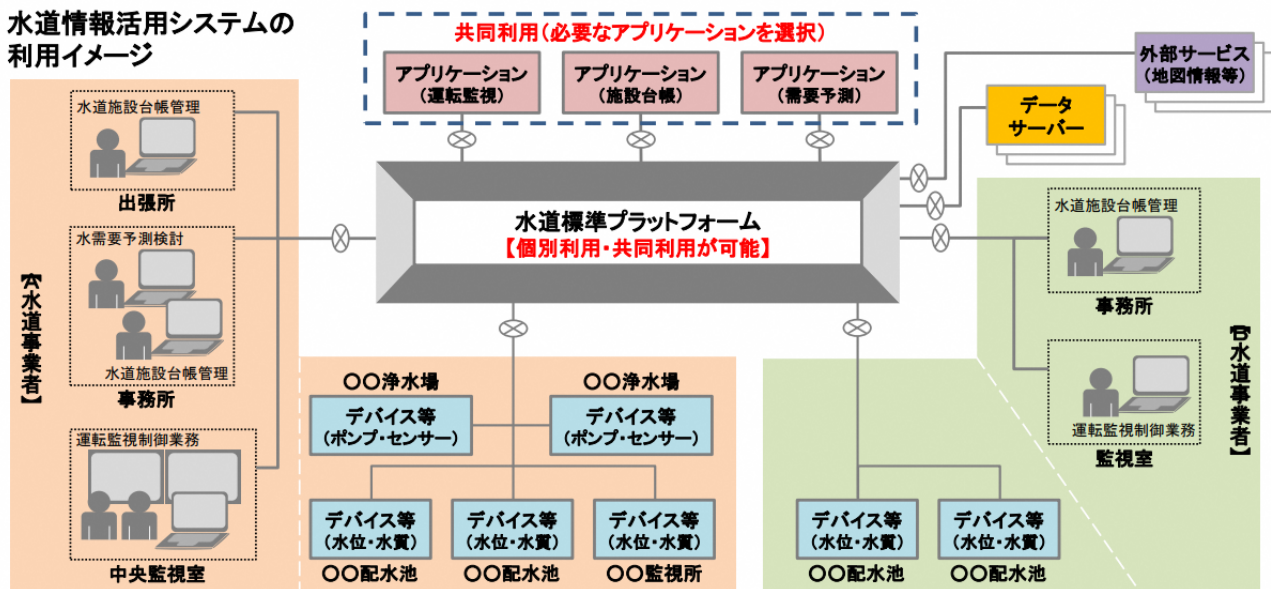 水道情報活用システムの
利用イメージ
共同利用(必要なアプリケーションを選択)
アプリケーション
(運転監視)
アプリケーション
(施設台帳)
アプリケーション
(需要予測)
外部サービス
(地図情報等)
データ
サーバー
水道標準プラットフォーム
【個別利用・共同利用が可能】
【A水道事業者】
水道施設台帳管理
出張所
水需要予測検討
水道施設台帳管理
事務所
運転監視制御業務
中央監視室
〇〇浄水場
デバイス等
(ポンプ・センサー)
〇〇浄水場
デバイス等
(ポンプ・センサー)
デバイス等
(水位・水質)
〇〇配水池
デバイス等
(水位・水質)
〇〇配水池
デバイス等
(水位・水質)
〇〇監視所
デバイス等
(水位・水質)
〇〇配水池
デバイス等
(水位・水質)
〇〇配水池
水道施設台帳管理
事務所
運転監視制御業務
監視室
【B水道事業者】